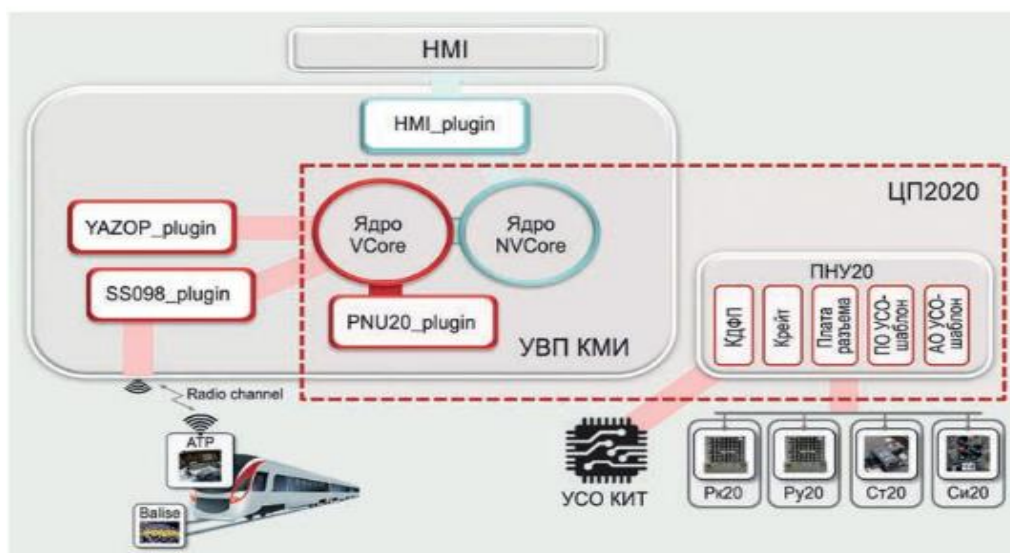 HMI
HMI_plugin
ЦП2020
YAZOP_plugin
Ядро
VCore
Ядро
NVCore
SS098_plugin
PNU20_plugin
УВП КМИ
ПНУ20
КДФП
Крейт
Плата
разъема
ПО УСО-
шаблон
АО УСО-
шаблон
Radio channel
ATP
Balise
УСО КИТ
Рк20
Ру20
Ст20
Си20